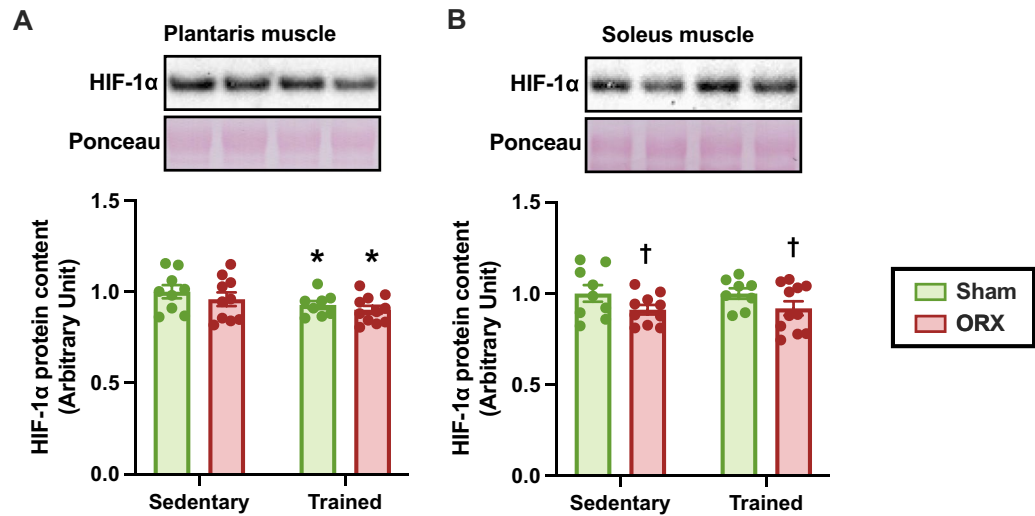 A
Plantaris muscle
HIF-1α
Ponceau
HIF-1α protein content
(Arbitrary Unit)
1.5
1.0
0.5
0.0
*
*
Sedentary
Trained
B
Soleus muscle
HIF-1α
Ponceau
HIF-1α protein content
(Arbitrary Unit)
1.5
1.0
0.5
0.0
†
†
Sedentary
Trained
Sham
ORX